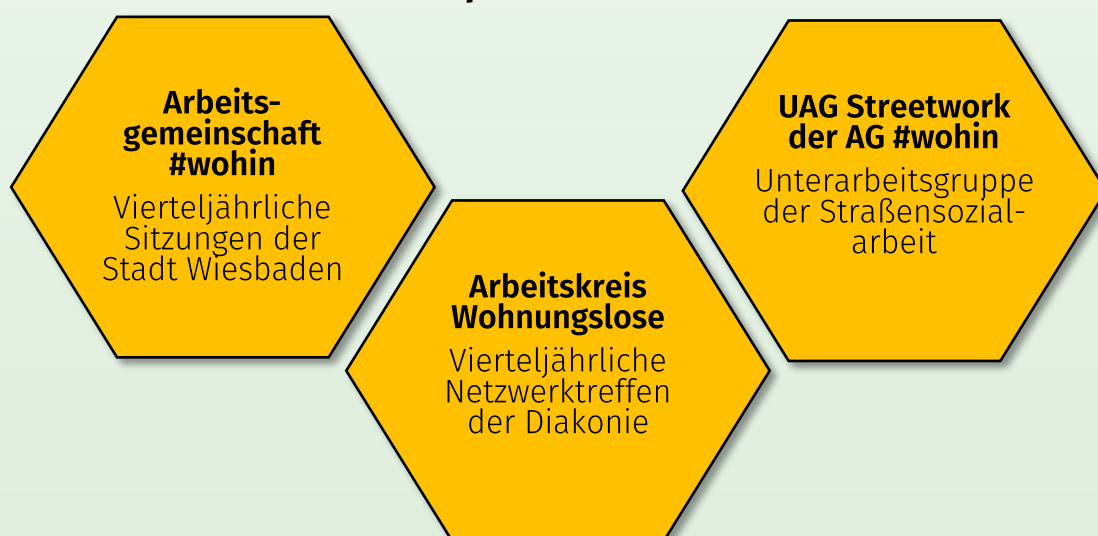 Arbeits-
gemeinschaft
#wohin
Vierteljährliche
Sitzungen der
Stadt Wiesbaden
Arbeitskreis
Wohnungslose
Vierteljährliche
Netzwerktreffen
der Diakonie
UAG Streetwork
der AG #wohin
Unterarbeitsgruppe
der Straßensozial-
arbeit